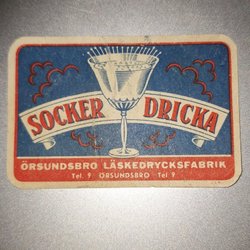 SOCKER DRICKA
ÖRSUNDSBRO LÄSKEDRYCKSFABRIK
Tel. 9 ÖRSUNDSBRO Tel 9